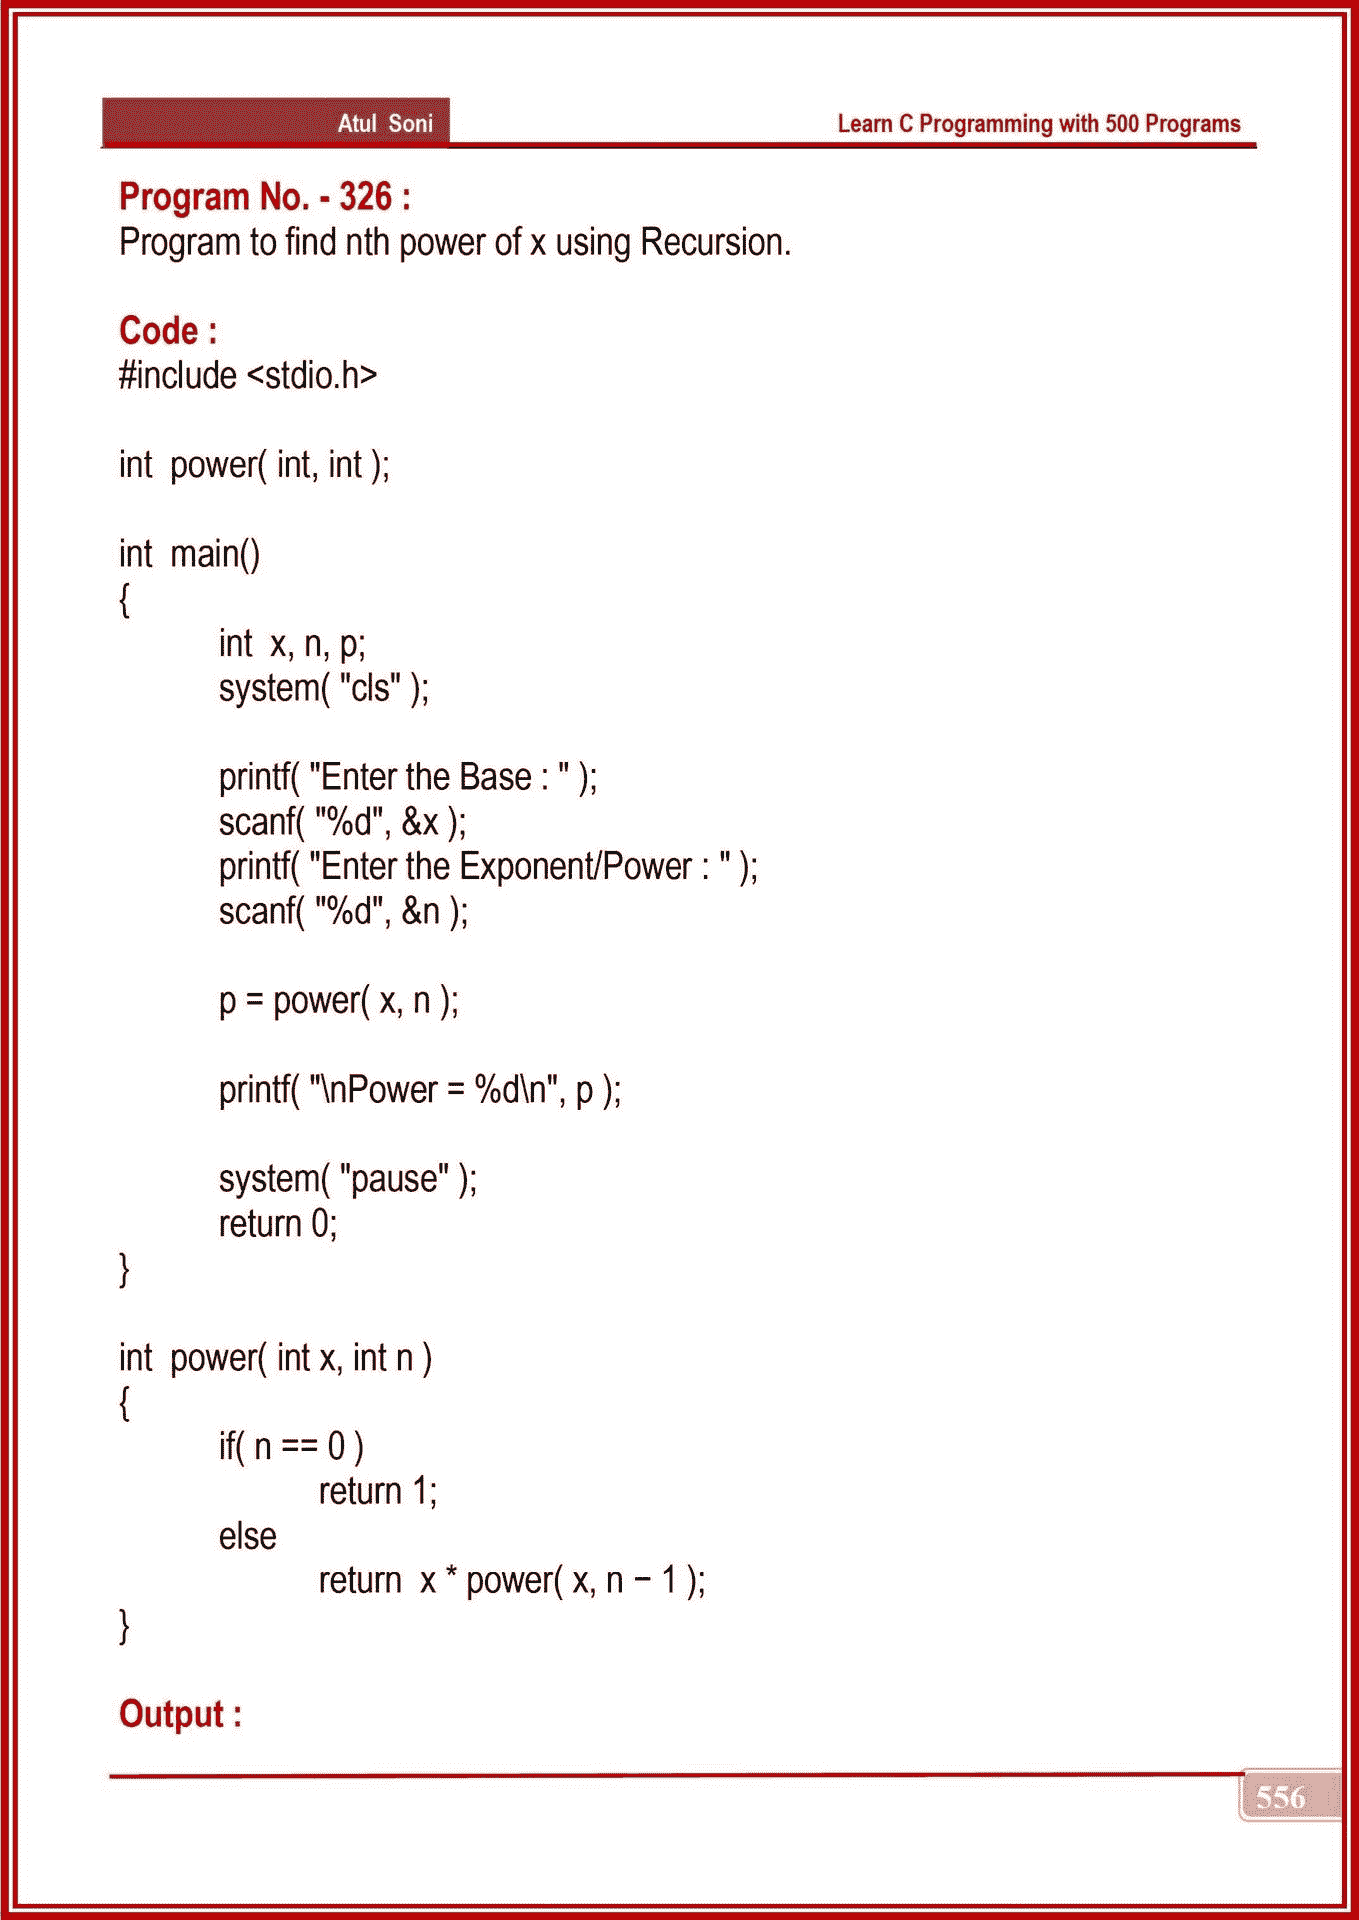 Atul Soni
Learn C Programming with 500 Programs
Program No. - 326 :
Program to find nth power of x using Recursion.
Code :
#include <stdio.h>
int power( int, int );
int main()
{
int x, n, p;
system( "cls" );
printf( "Enter the Base : " );
scanf( "%d", &x );
printf( "Enter the Exponent/Power : " );
scanf( "%d", &n );
p = power( x, n );
printf( "\nPower = %d\n", p );
system( "pause" );
return 0;
}
int power( int x, int n )
{
if( n == 0 )
return 1;
else
return x * power( x, n − 1 );
}
Output :
556